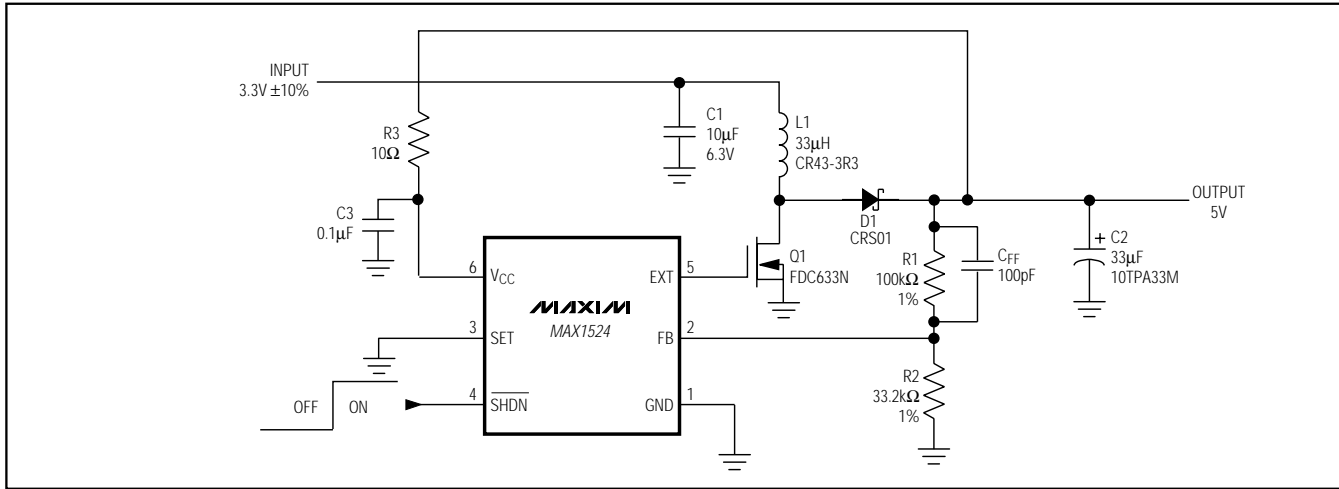 INPUT
3.3V ±10%
R3
10Ω
C3
0.1μF
C1
10μF
6.3V
L1
33μH
CR43-3R3
D1
CRS01
OUTPUT
5V
C2
+
33μF
10TPA33M
R1
100kΩ
1%
CFF
100pF
Q1
FDC633N
6
VCC
EXT
5
MAXIM
MAX1524
3
SET
FB
2
4
SHDN
GND
1
OFF
ON
R2
33.2kΩ
1%